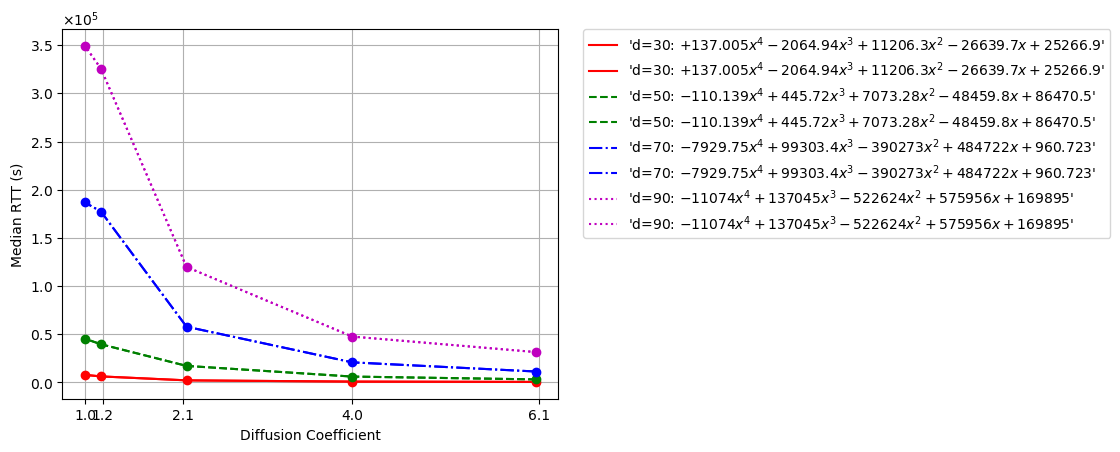 ×10⁵
3.5
3.0
2.5
2.0
1.5
1.0
0.5
0.0
Median RTT (s)
1.0 1.2 2.1 4.0 6.1
Diffusion Coefficient
'd=30: +137.005x⁴ − 2064.94x³ + 11206.3x² − 26639.7x + 25266.9'
'd=30: +137.005x⁴ − 2064.94x³ + 11206.3x² − 26639.7x + 25266.9'
'd=50: −110.139x⁴ + 445.72x³ + 7073.28x² − 48459.8x + 86470.5'
'd=50: −110.139x⁴ + 445.72x³ + 7073.28x² − 48459.8x + 86470.5'
'd=70: −7929.75x⁴ + 99303.4x³ − 390273x² + 484722x + 960.723'
'd=70: −7929.75x⁴ + 99303.4x³ − 390273x² + 484722x + 960.723'
'd=90: −11074x⁴ + 137045x³ − 522624x² + 575956x + 169895'
'd=90: −11074x⁴ + 137045x³ − 522624x² + 575956x + 169895'